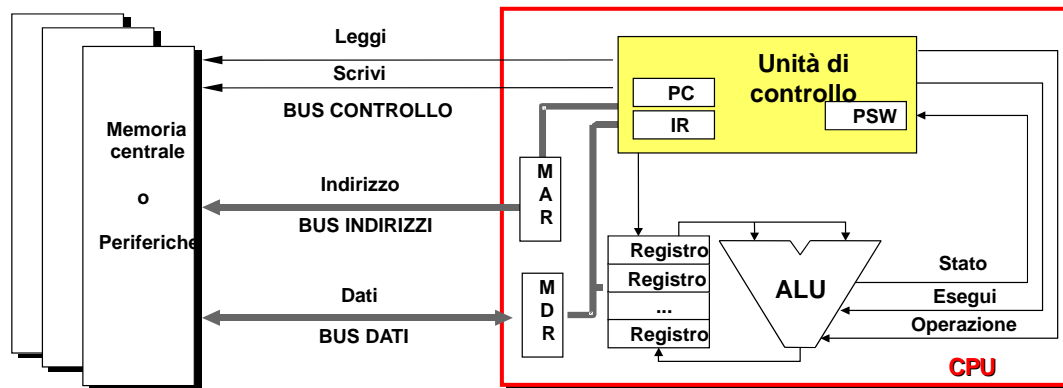 Leggi
Scrivi
BUS CONTROLLO
Memoria
centrale
o
Periferiche
Indirizzo
BUS INDIRIZZI
Dati
BUS DATI
M
A
R
M
D
R
Unità di
controllo
PC
IR
PSW
Registro
Registro
...
Registro
ALU
Stato
Esegui
Operazione
CPU